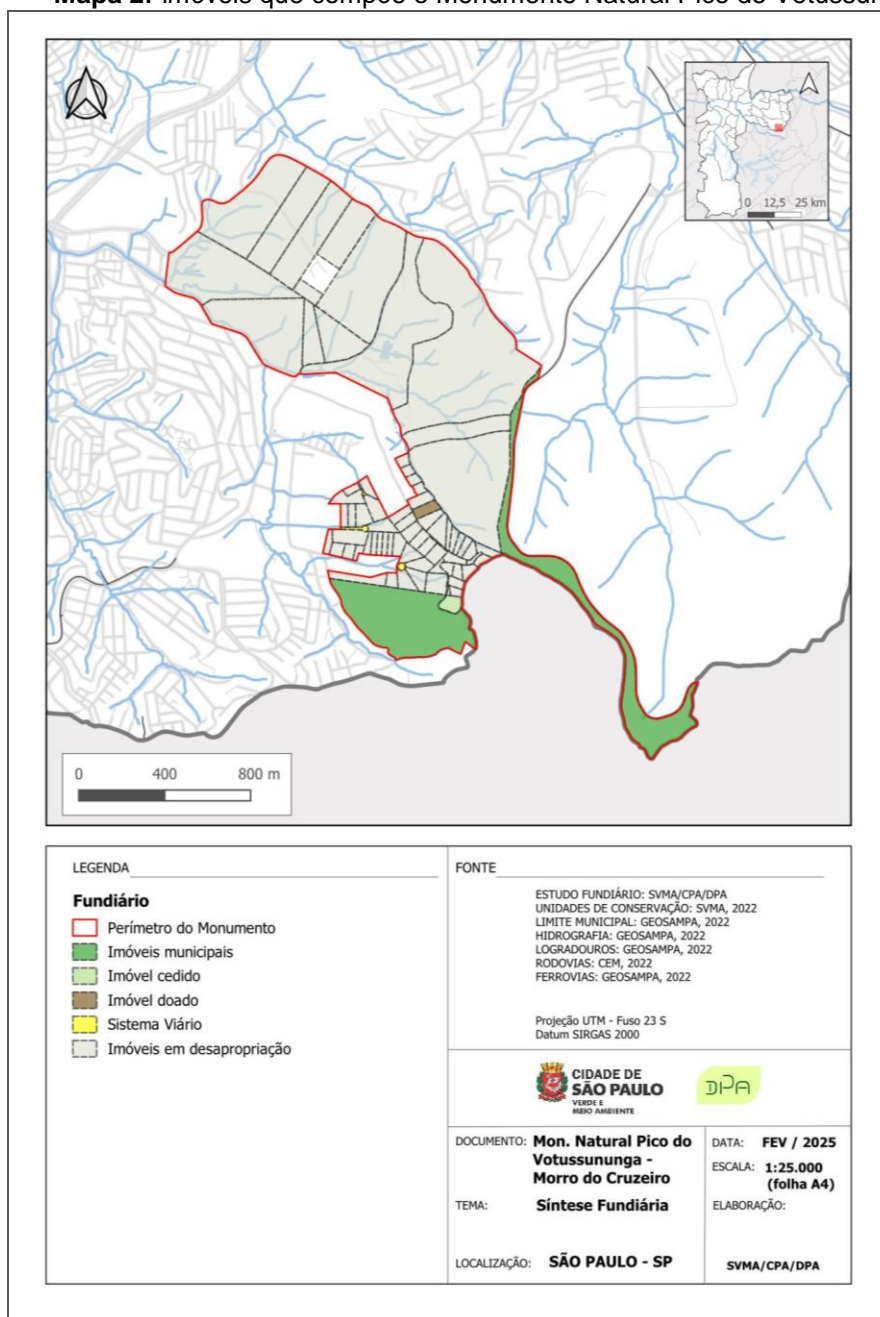 Mapa 2: Imóveis que compõe o Monumento Natural Pico do Votussun
0 12,5 25 km
0 400 800 m
LEGENDA
Fundiário
Perímetro do Monumento
Imóveis municipais
Imóvel cedido
Imóvel doado
Sistema Viário
Imóveis em desapropriação
FONTE
ESTUDO FUNDIÁRIO: SVMA/CPA/DPA
UNIDADES DE CONSERVAÇÃO: SVMA, 2022
LIMITE MUNICIPAL: GEOSAMPA, 2022
HIDROGRAFIA: GEOSAMPA, 2022
LOGRADOUROS: GEOSAMPA, 2022
RODOVIAS: CEM, 2022
FERROVIAS: GEOSAMPA, 2022
Projeção UTM - Fuso 23 S
Datum SIRGAS 2000
CIDADE DE
SÃO PAULO
VERDE E
MEIO AMBIENTE
DPA
DOCUMENTO: Mon. Natural Pico do
Votussununga -
Morro do Cruzeiro
TEMA: Síntese Fundiária
LOCALIZAÇÃO: SÃO PAULO - SP
DATA: FEV / 2025
ESCALA: 1:25.000
(folha A4)
ELABORAÇÃO:
SVMA/CPA/DPA